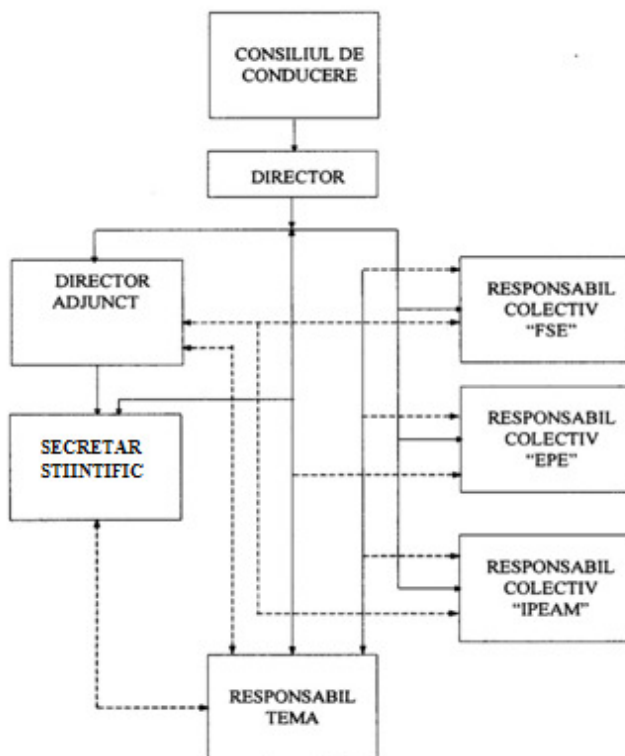 CONSILIUL DE
CONDUCERE
DIRECTOR
DIRECTOR
ADJUNCT
RESPONSABIL
COLECTIV
“FSE”
SECRETAR
STIINTIFIC
RESPONSABIL
COLECTIV
“EPE”
RESPONSABIL
COLECTIV
“IPEAM”
RESPONSABIL
TEMA